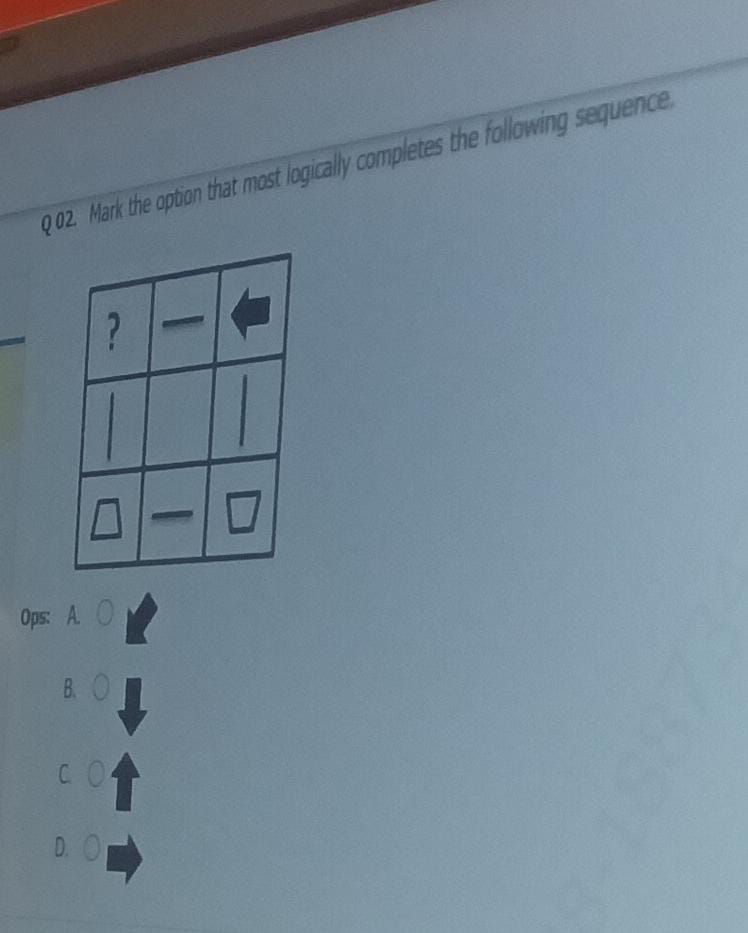 Q 02. Mark the option that most logically completes the following sequence.
?
Ops: A.
B.
C.
D.